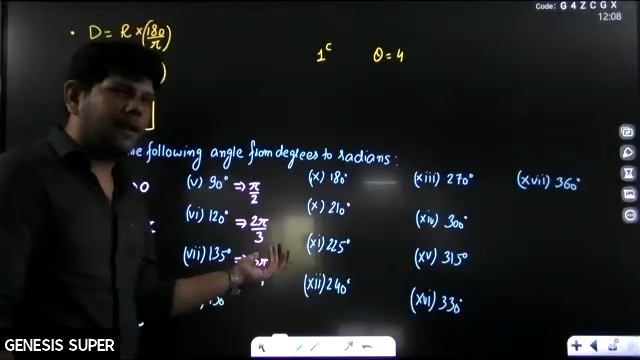 Code: G 4 Z C G X
12:08
• D = R × (180/π)
1ᶜ θ = 4
following angle from degrees to radians:
(v) 90° ⇒ π/2
(x) 180°
(xiii) 270°
(xvii) 360°
(vi) 120° ⇒ 2π/3
(x) 210°
(xiv) 300°
(vii) 135°
(xi) 225°
(xv) 315°
(xii) 240°
(xvi) 330°
GENESIS SUPER